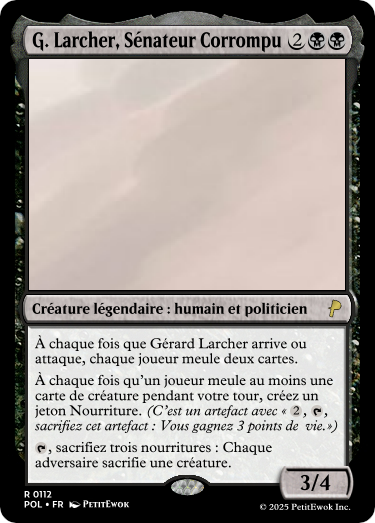 G. Larcher, Sénateur Corrompu 2
Créature légendaire : humain et politicien
À chaque fois que Gérard Larcher arrive ou
attaque, chaque joueur meule deux cartes.
À chaque fois qu'un joueur meule au moins une
carte de créature pendant votre tour, créez un
jeton Nourriture. (C'est un artefact avec « 2, ,
sacrifiez cet artefact : Vous gagnez 3 points de vie.»)
, sacrifiez trois nourritures : Chaque
adversaire sacrifie une créature.
3/4
R 0112
POL • FR PetitEwok
© 2025 PetitEwok Inc.